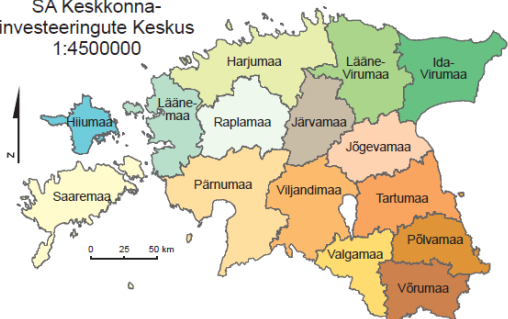 SA Keskkonna-
investeeringute Keskus
1:4500000
Harjumaa
Lääne-
Virumaa
Ida-
Virumaa
Lääne-
maa
Hiiumaa
Raplamaa
Järvamaa
Jõgevamaa
N
Saaremaa
Pärnumaa
Viljandimaa
Tartumaa
0 25 50 km
Valgamaa
Põlvamaa
Võrumaa